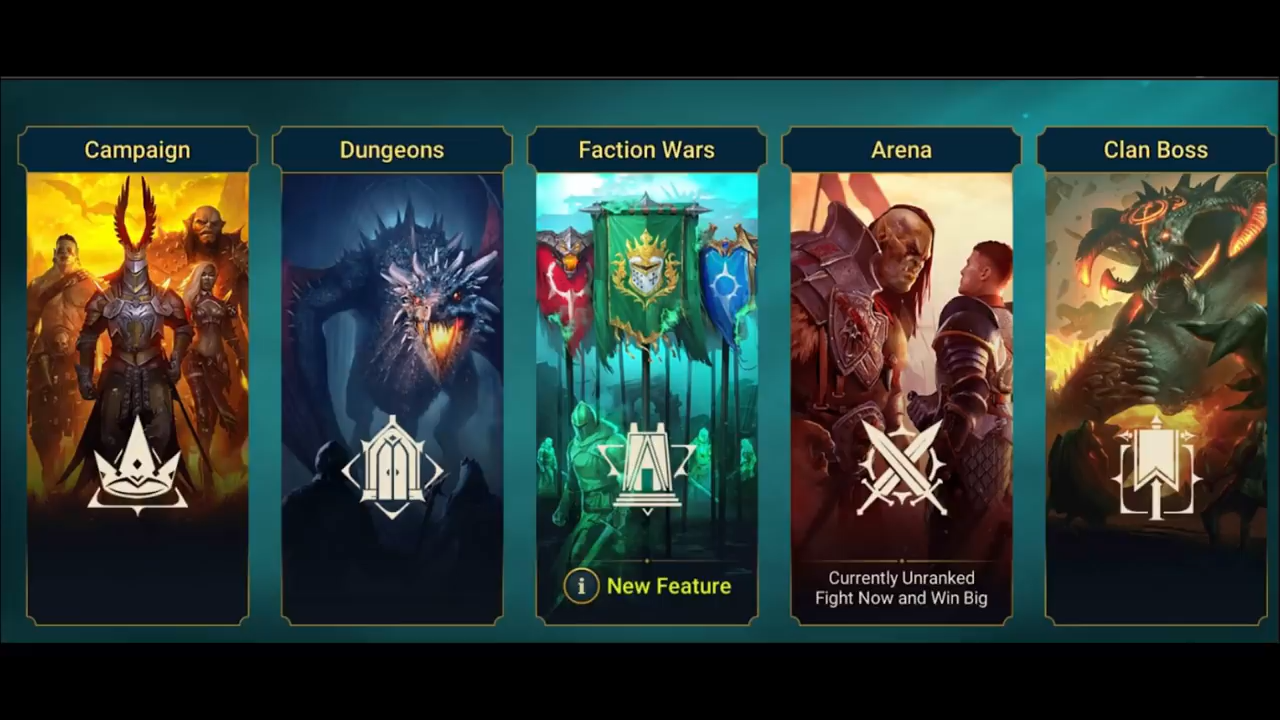 Campaign
Dungeons
Faction Wars
Arena
Clan Boss
i New Feature
Currently Unranked
Fight Now and Win Big